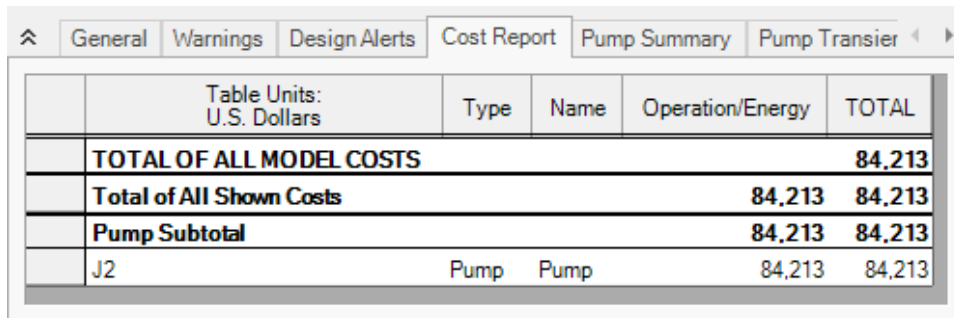 General Warnings Design Alerts Cost Report Pump Summary Pump Transier
Table Units:
U.S. Dollars
Type Name Operation/Energy TOTAL
TOTAL OF ALL MODEL COSTS 84,213
Total of All Shown Costs 84,213 84,213
Pump Subtotal 84,213 84,213
J2 Pump Pump 84,213 84,213